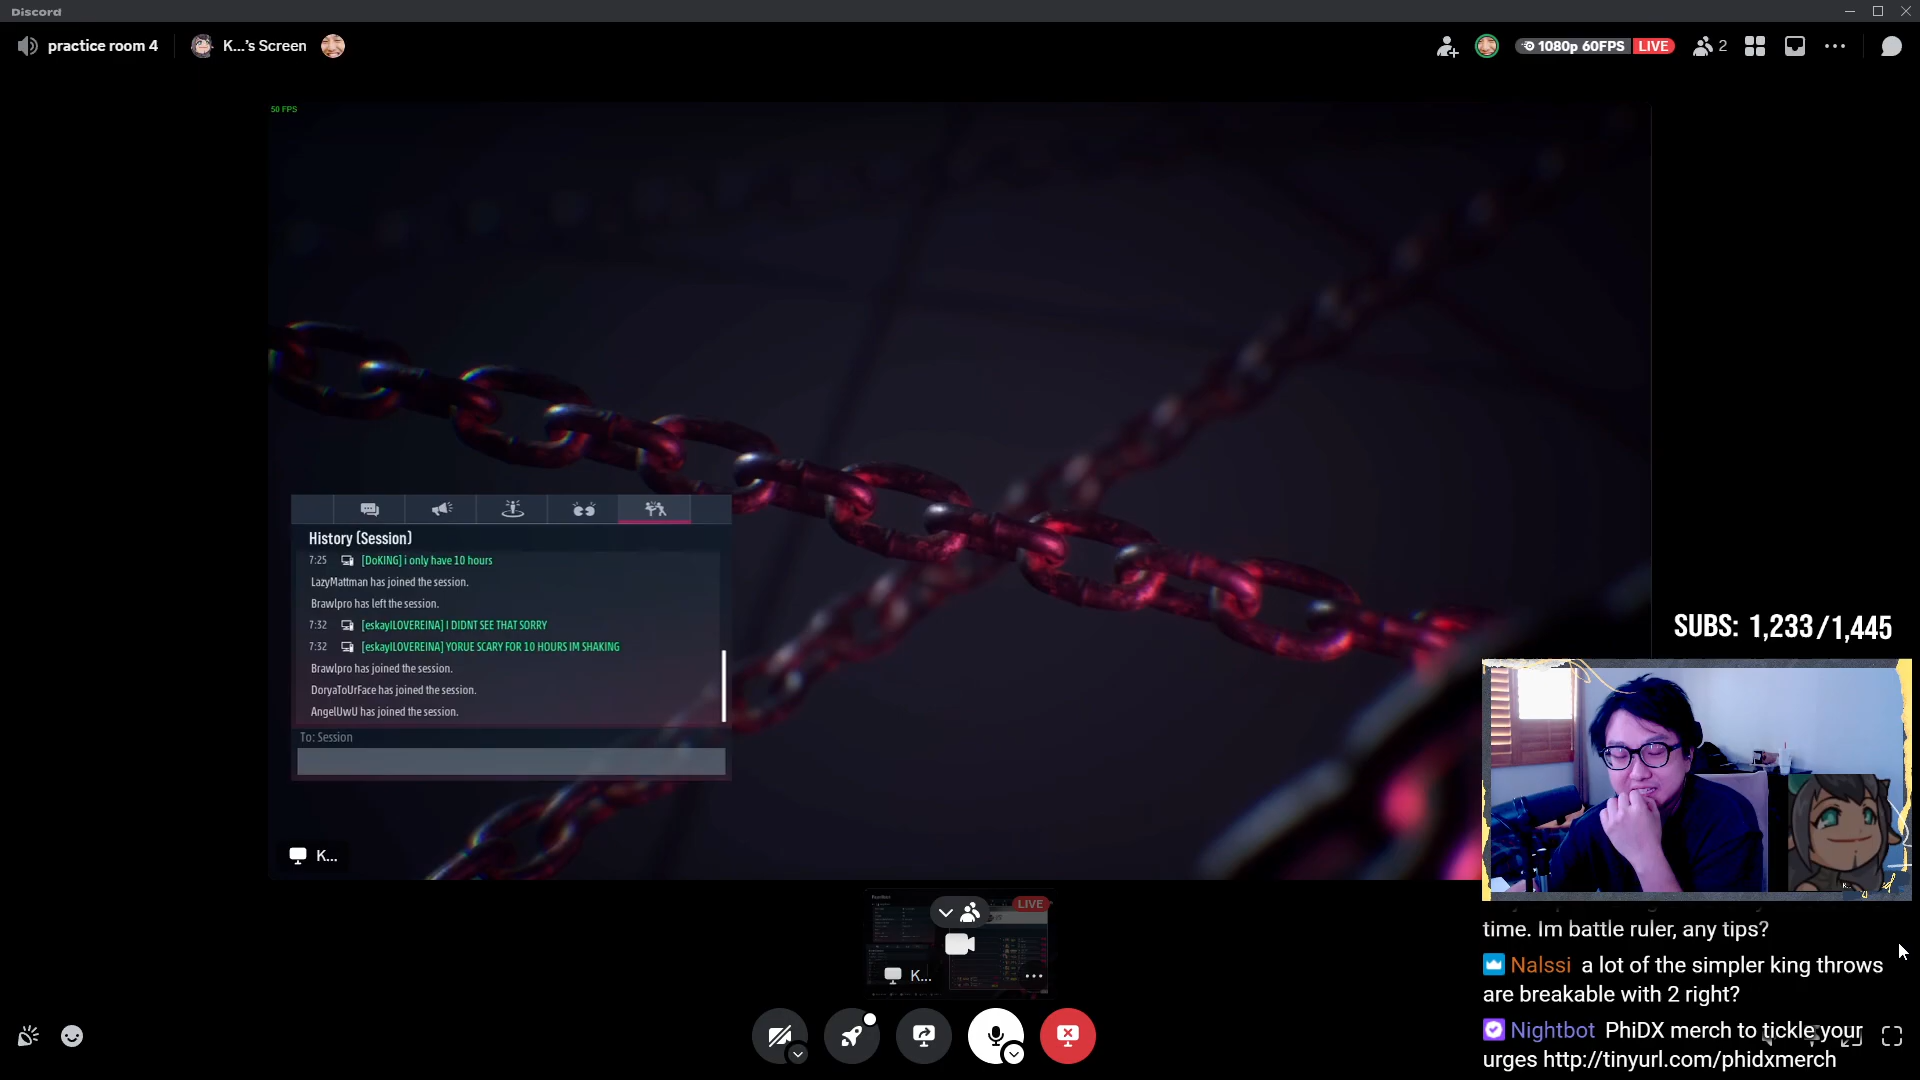 Discord
practice room 4
K...'s Screen
1080p 60FPS
LIVE
2
50 FPS
History (Session)
7:25 [DoKING] i only have 10 hours
LazyMattman has joined the session.
Brawlpro has left the session.
7:32 [eskayILOVEREINA] I DIDNT SEE THAT SORRY
7:32 [eskayILOVEREINA] YORUE SCARY FOR 10 HOURS IM SHAKING
Brawlpro has joined the session.
DoryaToUrFace has joined the session.
AngelUwU has joined the session.
To: Session
K...
SUBS: 1,233/1,445
LIVE
K...
time. Im battle ruler, any tips?
Nalssi a lot of the simpler king throws
are breakable with 2 right?
Nightbot PhiDX merch to tickle your
urges http://tinyurl.com/phidxmerch